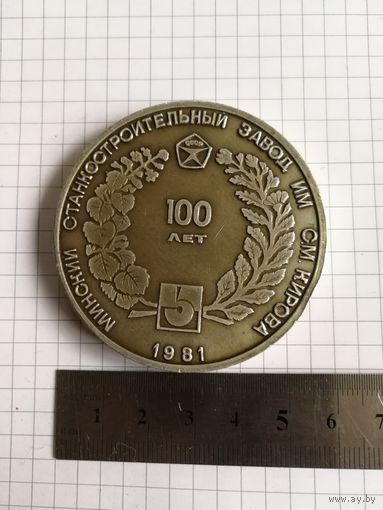 МИНСКИЙ СТАНКОСТРОИТЕЛЬНЫЙ ЗАВОД ИМ С.М. КИРОВА
СССР
100
ЛЕТ
5
1981
1 2 3 4 5 6 7
www.ay.by